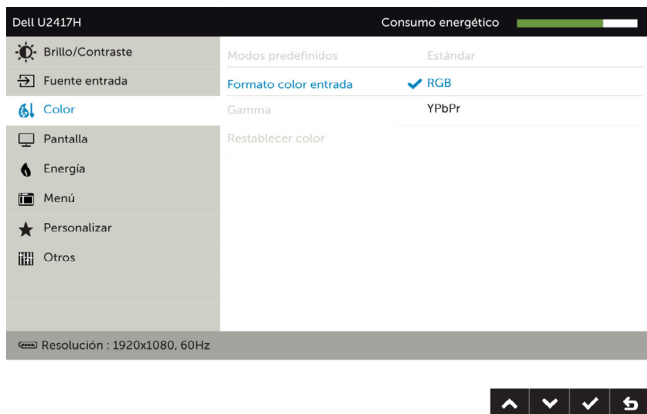 Dell U2417H Consumo energético
Brillo/Contraste Modos predefinidos Estándar
Fuente entrada Formato color entrada RGB
Color Gamma YPbPr
Pantalla Restablecer color
Energía
Menú
Personalizar
Otros
Resolución : 1920x1080, 60Hz